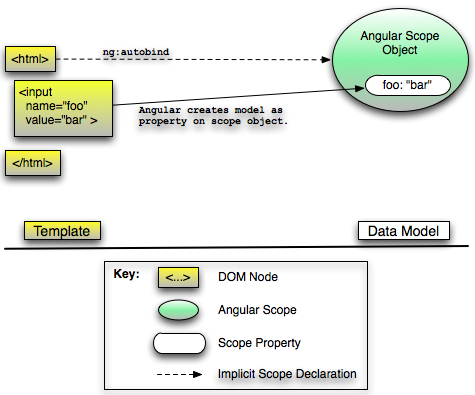 Angular Scope
Object
ng:autobind
<html>
foo: "bar"
<input
name="foo"
value="bar" >
Angular creates model as
property on scope object.
</html>
Template
Data Model
Key:
<...>
DOM Node
Angular Scope
Scope Property
Implicit Scope Declaration